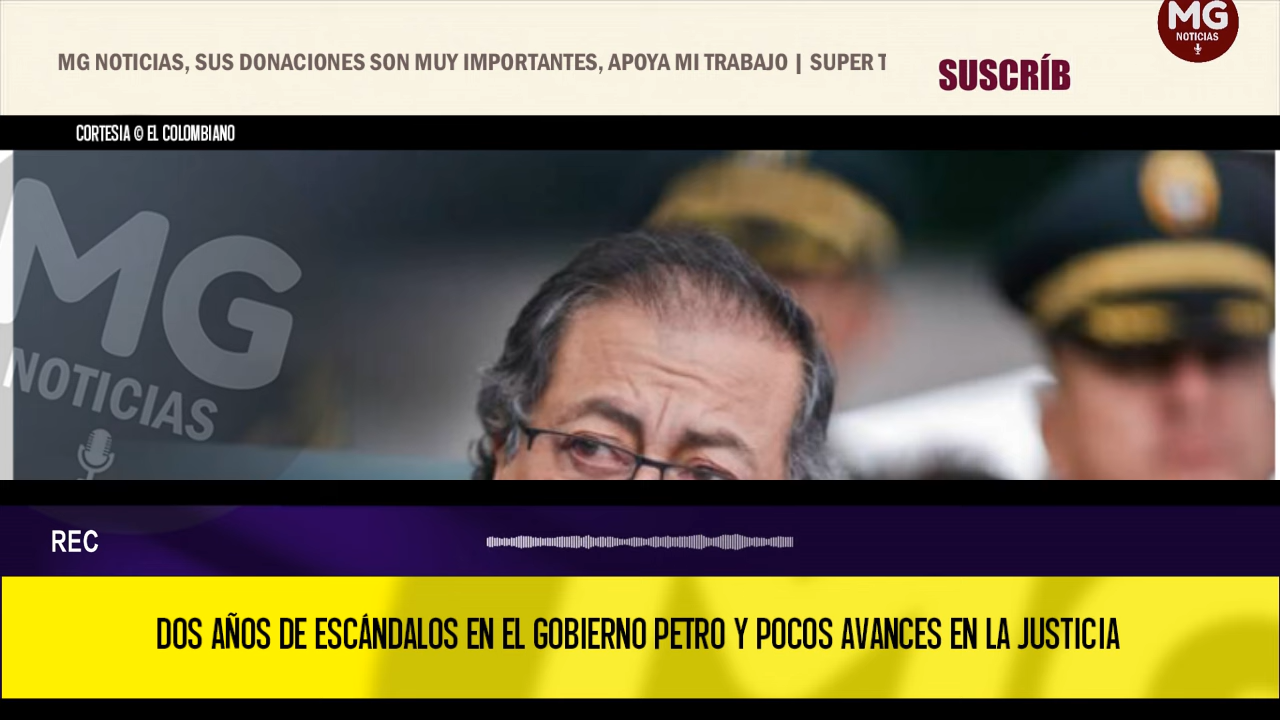 MG
NOTICIAS
MG NOTICIAS, SUS DONACIONES SON MUY IMPORTANTES, APOYA MI TRABAJO | SUPER T
SUSCRÍB
CORTESIA © EL COLOMBIANO
MG
NOTICIAS
REC
DOS AÑOS DE ESCÁNDALOS EN EL GOBIERNO PETRO Y POCOS AVANCES EN LA JUSTICIA